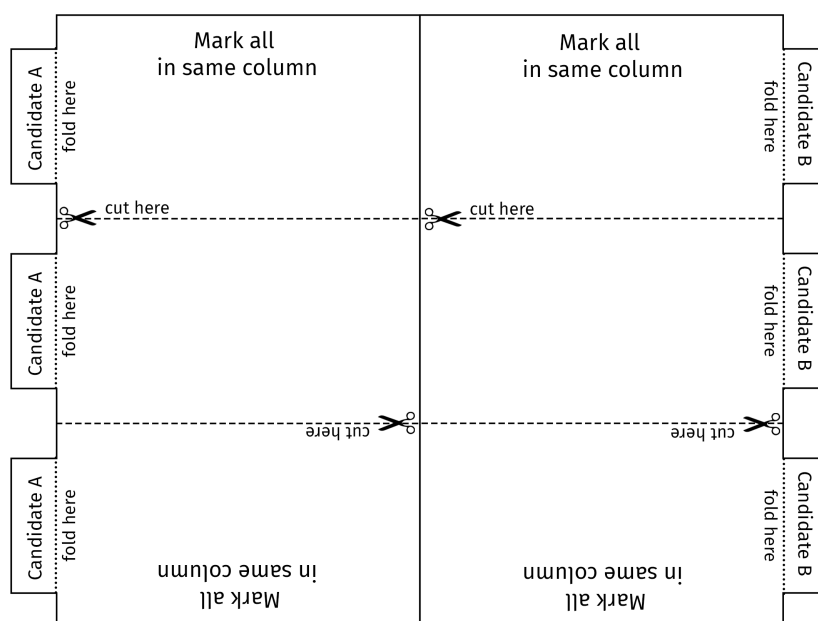 Mark all
in same column
Mark all
in same column
Candidate A
fold here
fold here
Candidate B
cut here
cut here
Candidate A
fold here
fold here
Candidate B
cut here
cut here
Candidate A
fold here
fold here
Candidate B
Mark all
in same column
Mark all
in same column